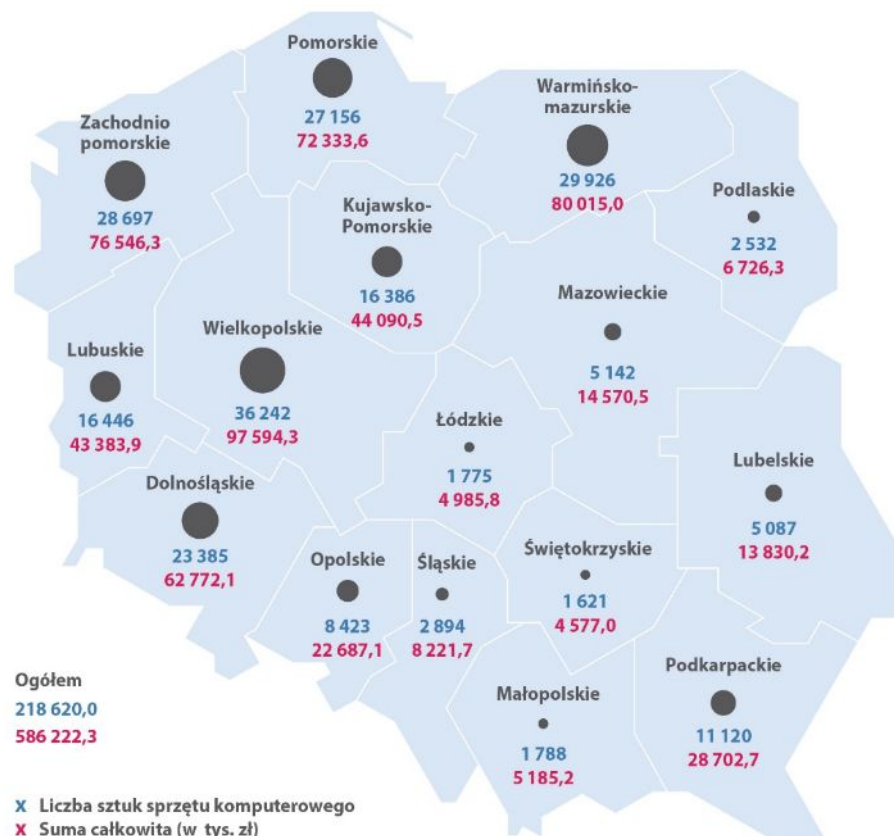 Pomorskie
27 156
72 333,6
Warmińsko-
mazurskie
29 926
80 015,0
Zachodnio
pomorskie
28 697
76 546,3
Podlaskie
2 532
6 726,3
Kujawsko-
Pomorskie
16 386
44 090,5
Mazowieckie
5 142
14 570,5
Wielkopolskie
36 242
97 594,3
Lubuskie
16 446
43 383,9
Łódzkie
1 775
4 985,8
Lubelskie
5 087
13 830,2
Dolnośląskie
23 385
62 772,1
Opolskie
8 423
22 687,1
Śląskie
2 894
8 221,7
Świętokrzyskie
1 621
4 577,0
Podkarpackie
11 120
28 702,7
Małopolskie
1 788
5 185,2
Ogółem
218 620,0
586 222,3
x Liczba sztuk sprzętu komputerowego
x Suma całkowita (w tys. zł)